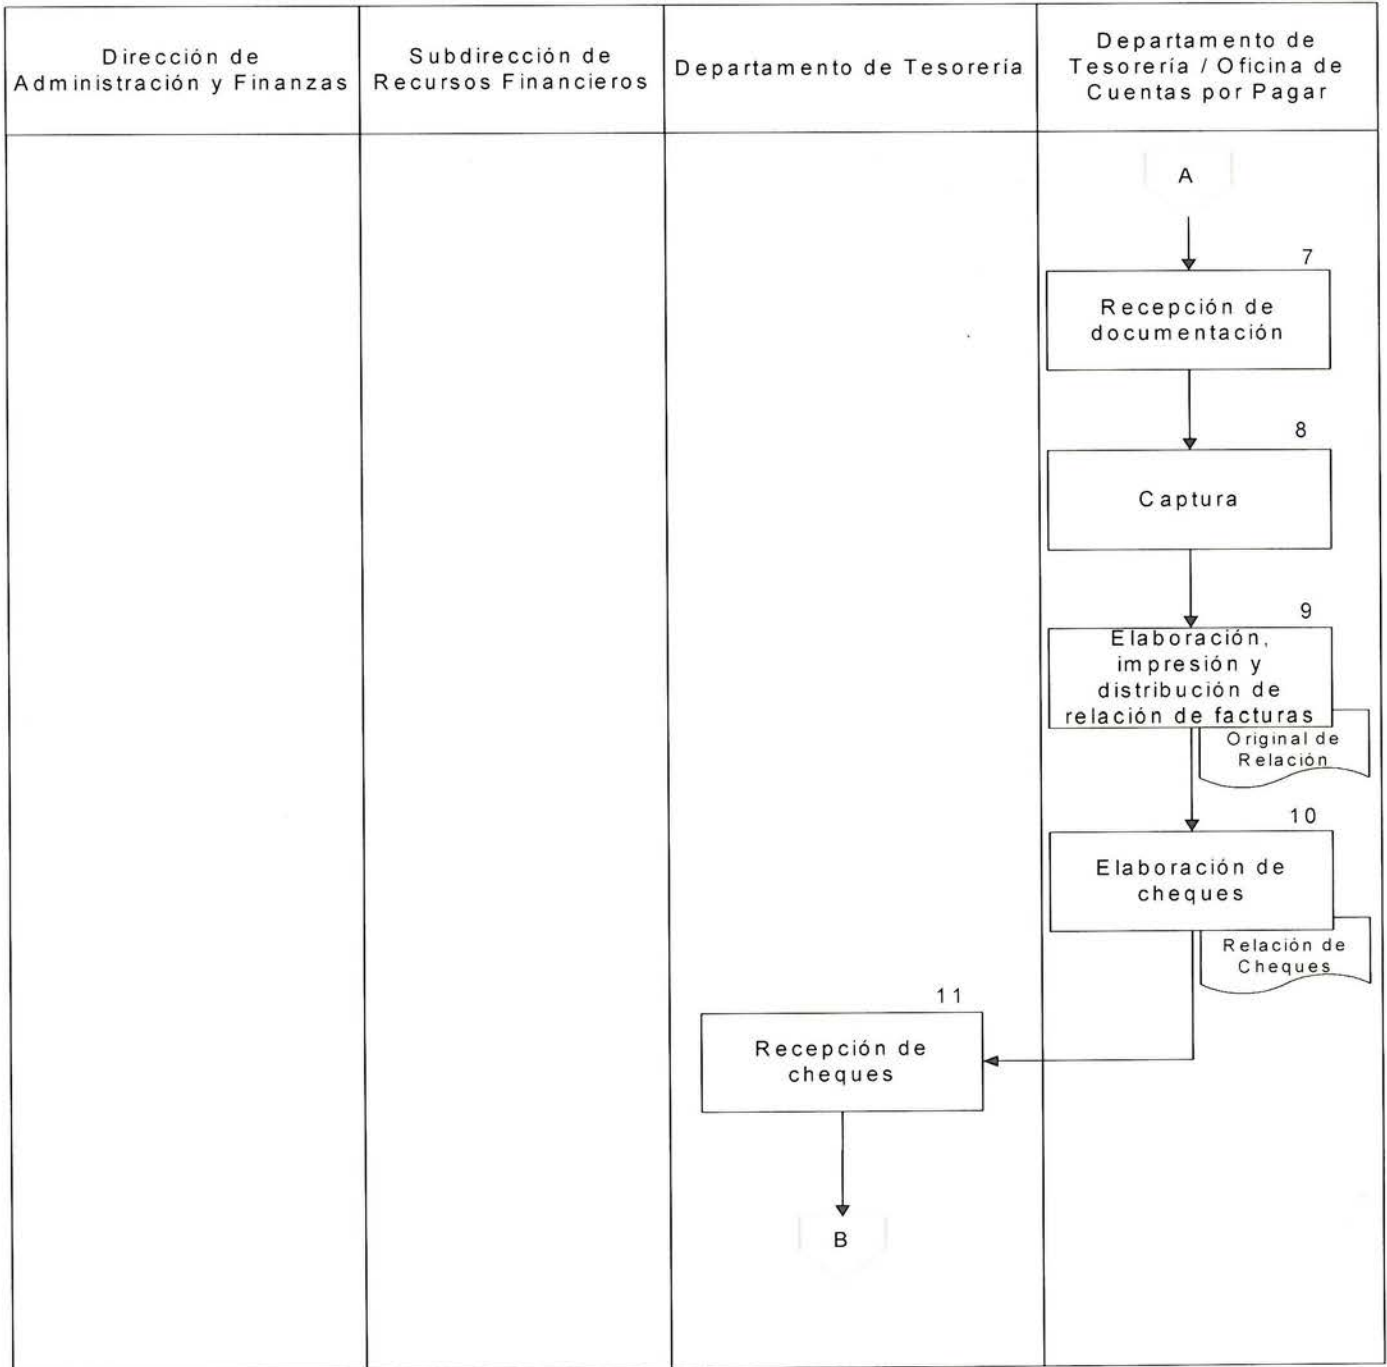 Dirección de
Administración y Finanzas
Subdirección de
Recursos Financieros
Departamento de Tesorería
Departamento de
Tesorería / Oficina de
Cuentas por Pagar
A
7
Recepción de
documentación
8
Captura
9
Elaboración,
impresión y
distribución de
relación de facturas
Original de
Relación
10
Elaboración de
cheques
Relación de
Cheques
11
Recepción de
cheques
B